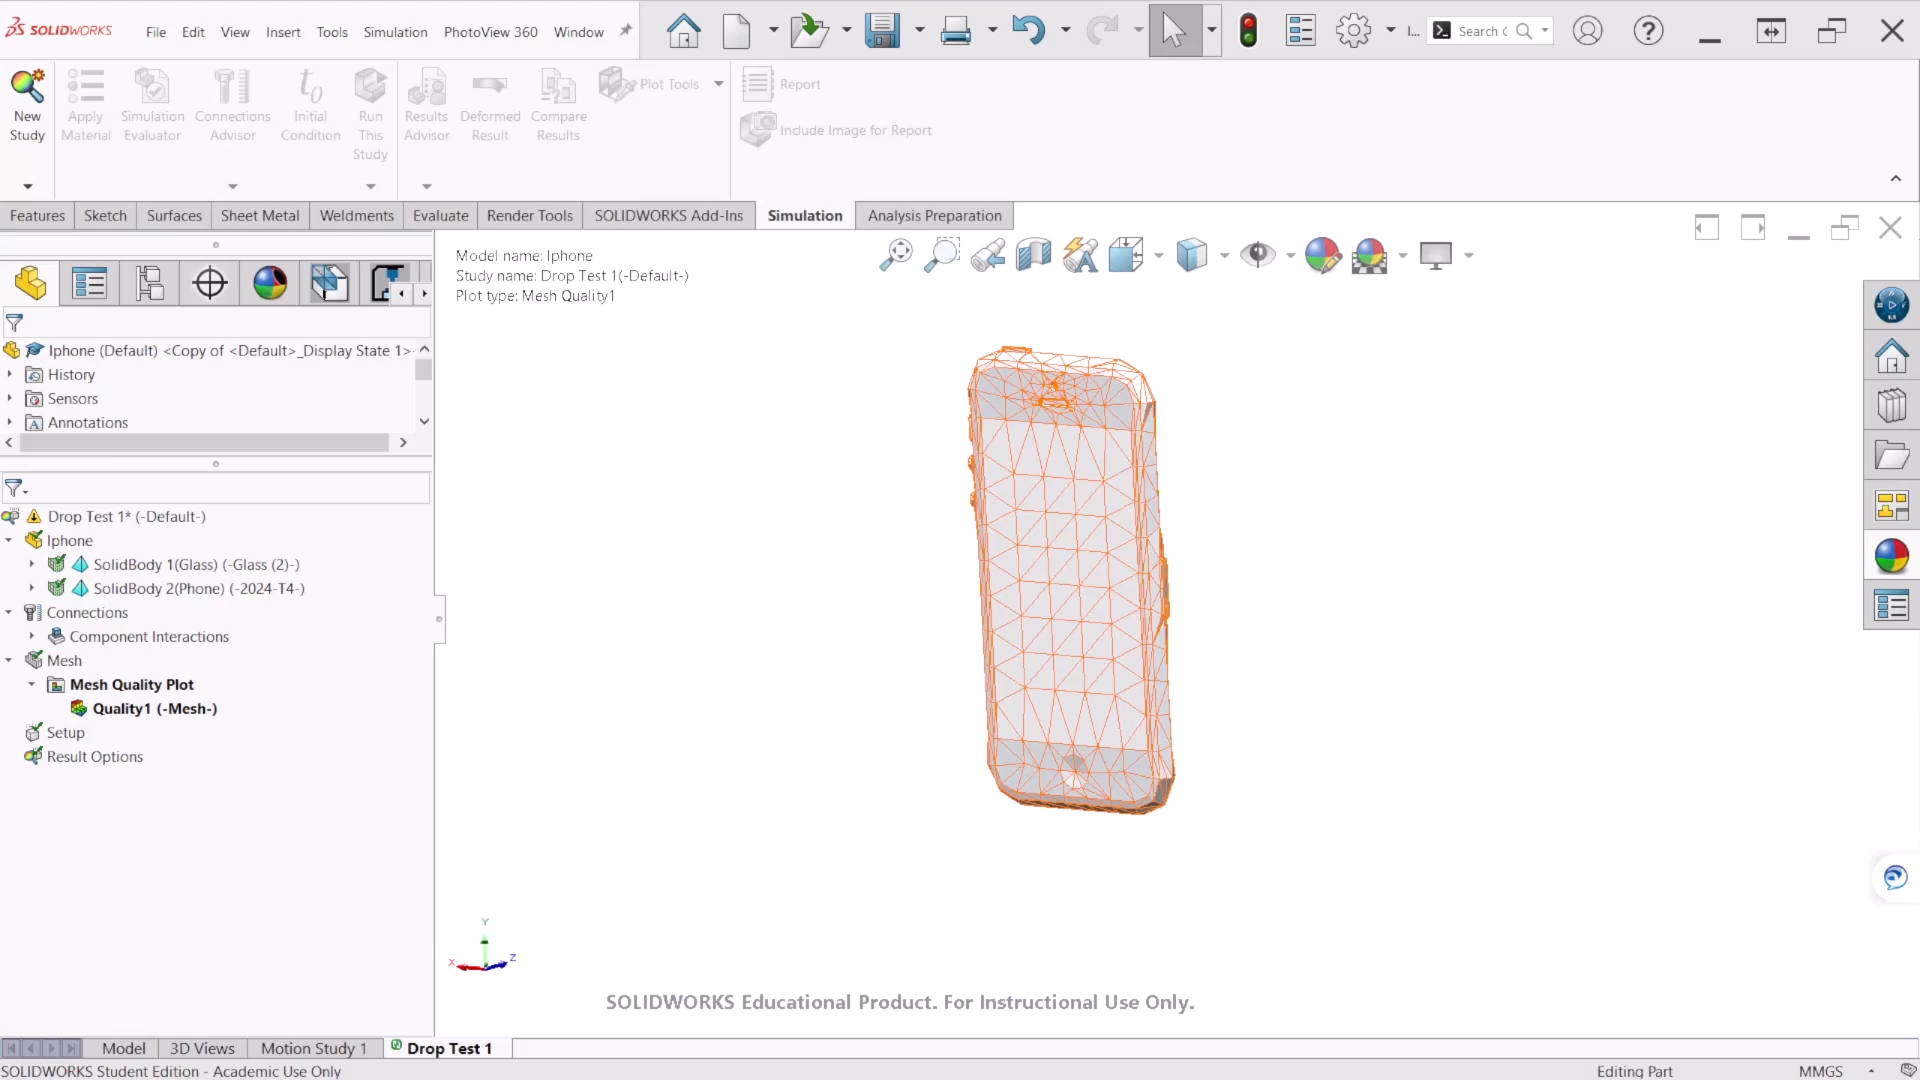 SOLIDWORKS File Edit View Insert Tools Simulation PhotoView 360 Window
I... Search C
New Study
Apply Material
Simulation Evaluator
Connections Advisor
Initial Condition
Run This Study
Results Advisor
Deformed Result
Compare Results
Plot Tools
Report
Include Image for Report
Features Sketch Surfaces Sheet Metal Weldments Evaluate Render Tools SOLIDWORKS Add-Ins Simulation Analysis Preparation
Model name: Iphone
Study name: Drop Test 1(-Default-)
Plot type: Mesh Quality1
Iphone (Default) <Copy of <Default>_Display State 1>
History
Sensors
Annotations
Drop Test 1* (-Default-)
Iphone
SolidBody 1(Glass) (-Glass (2)-)
SolidBody 2(Phone) (-2024-T4-)
Connections
Component Interactions
Mesh
Mesh Quality Plot
Quality1 (-Mesh-)
Setup
Result Options
Y
X
Z
SOLIDWORKS Educational Product. For Instructional Use Only.
Model 3D Views Motion Study 1 Drop Test 1
SOLIDWORKS Student Edition - Academic Use Only
Editing Part MMGS